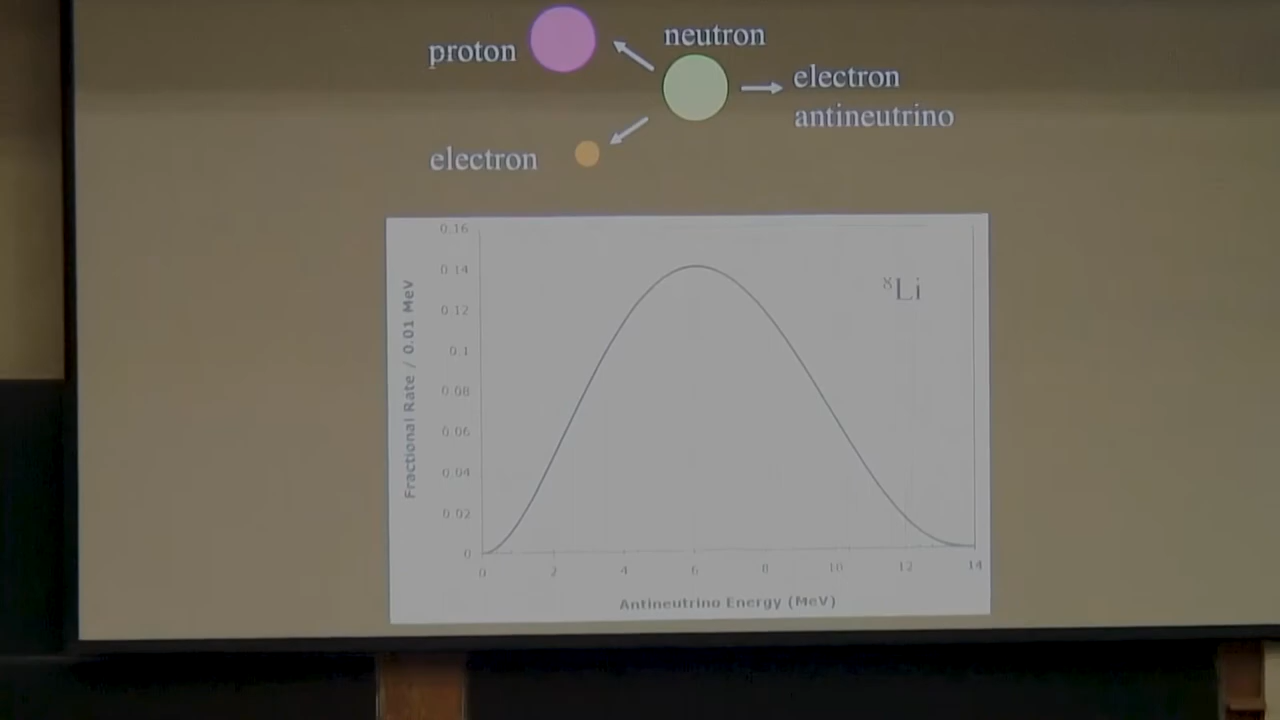 proton
neutron
electron
antineutrino
electron
0.16
0.14
0.12
0.1
0.08
0.06
0.04
0.02
0
Fractional Rate / 0.01 MeV
⁸Li
0 2 4 6 8 10 12 14
Antineutrino Energy (MeV)